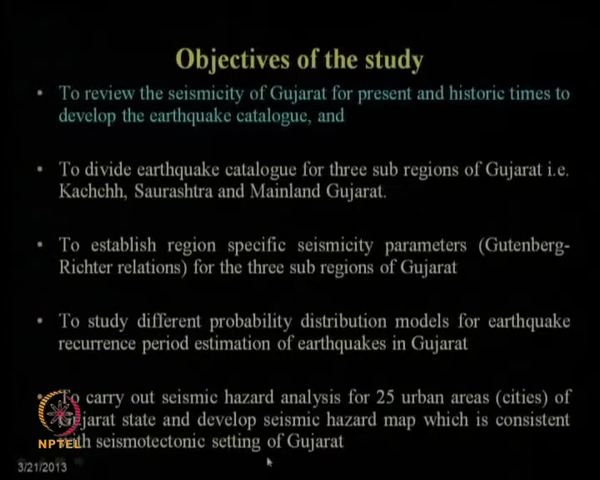 Objectives of the study
• To review the seismicity of Gujarat for present and historic times to
develop the earthquake catalogue, and
• To divide earthquake catalogue for three sub regions of Gujarat i.e.
Kachchh, Saurashtra and Mainland Gujarat.
• To establish region specific seismicity parameters (Gutenberg-
Richter relations) for the three sub regions of Gujarat
• To study different probability distribution models for earthquake
recurrence period estimation of earthquakes in Gujarat
• To carry out seismic hazard analysis for 25 urban areas (cities) of
Gujarat state and develop seismic hazard map which is consistent
with seismotectonic setting of Gujarat
NPTEL
3/21/2013